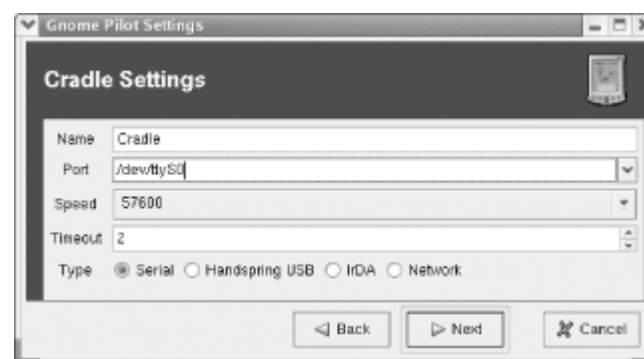 Gnome Pilot Settings
Cradle Settings
Name Cradle
Port /dev/ttyS0
Speed 57600
Timeout 2
Type Serial Handspring USB IrDA Network
Back Next Cancel